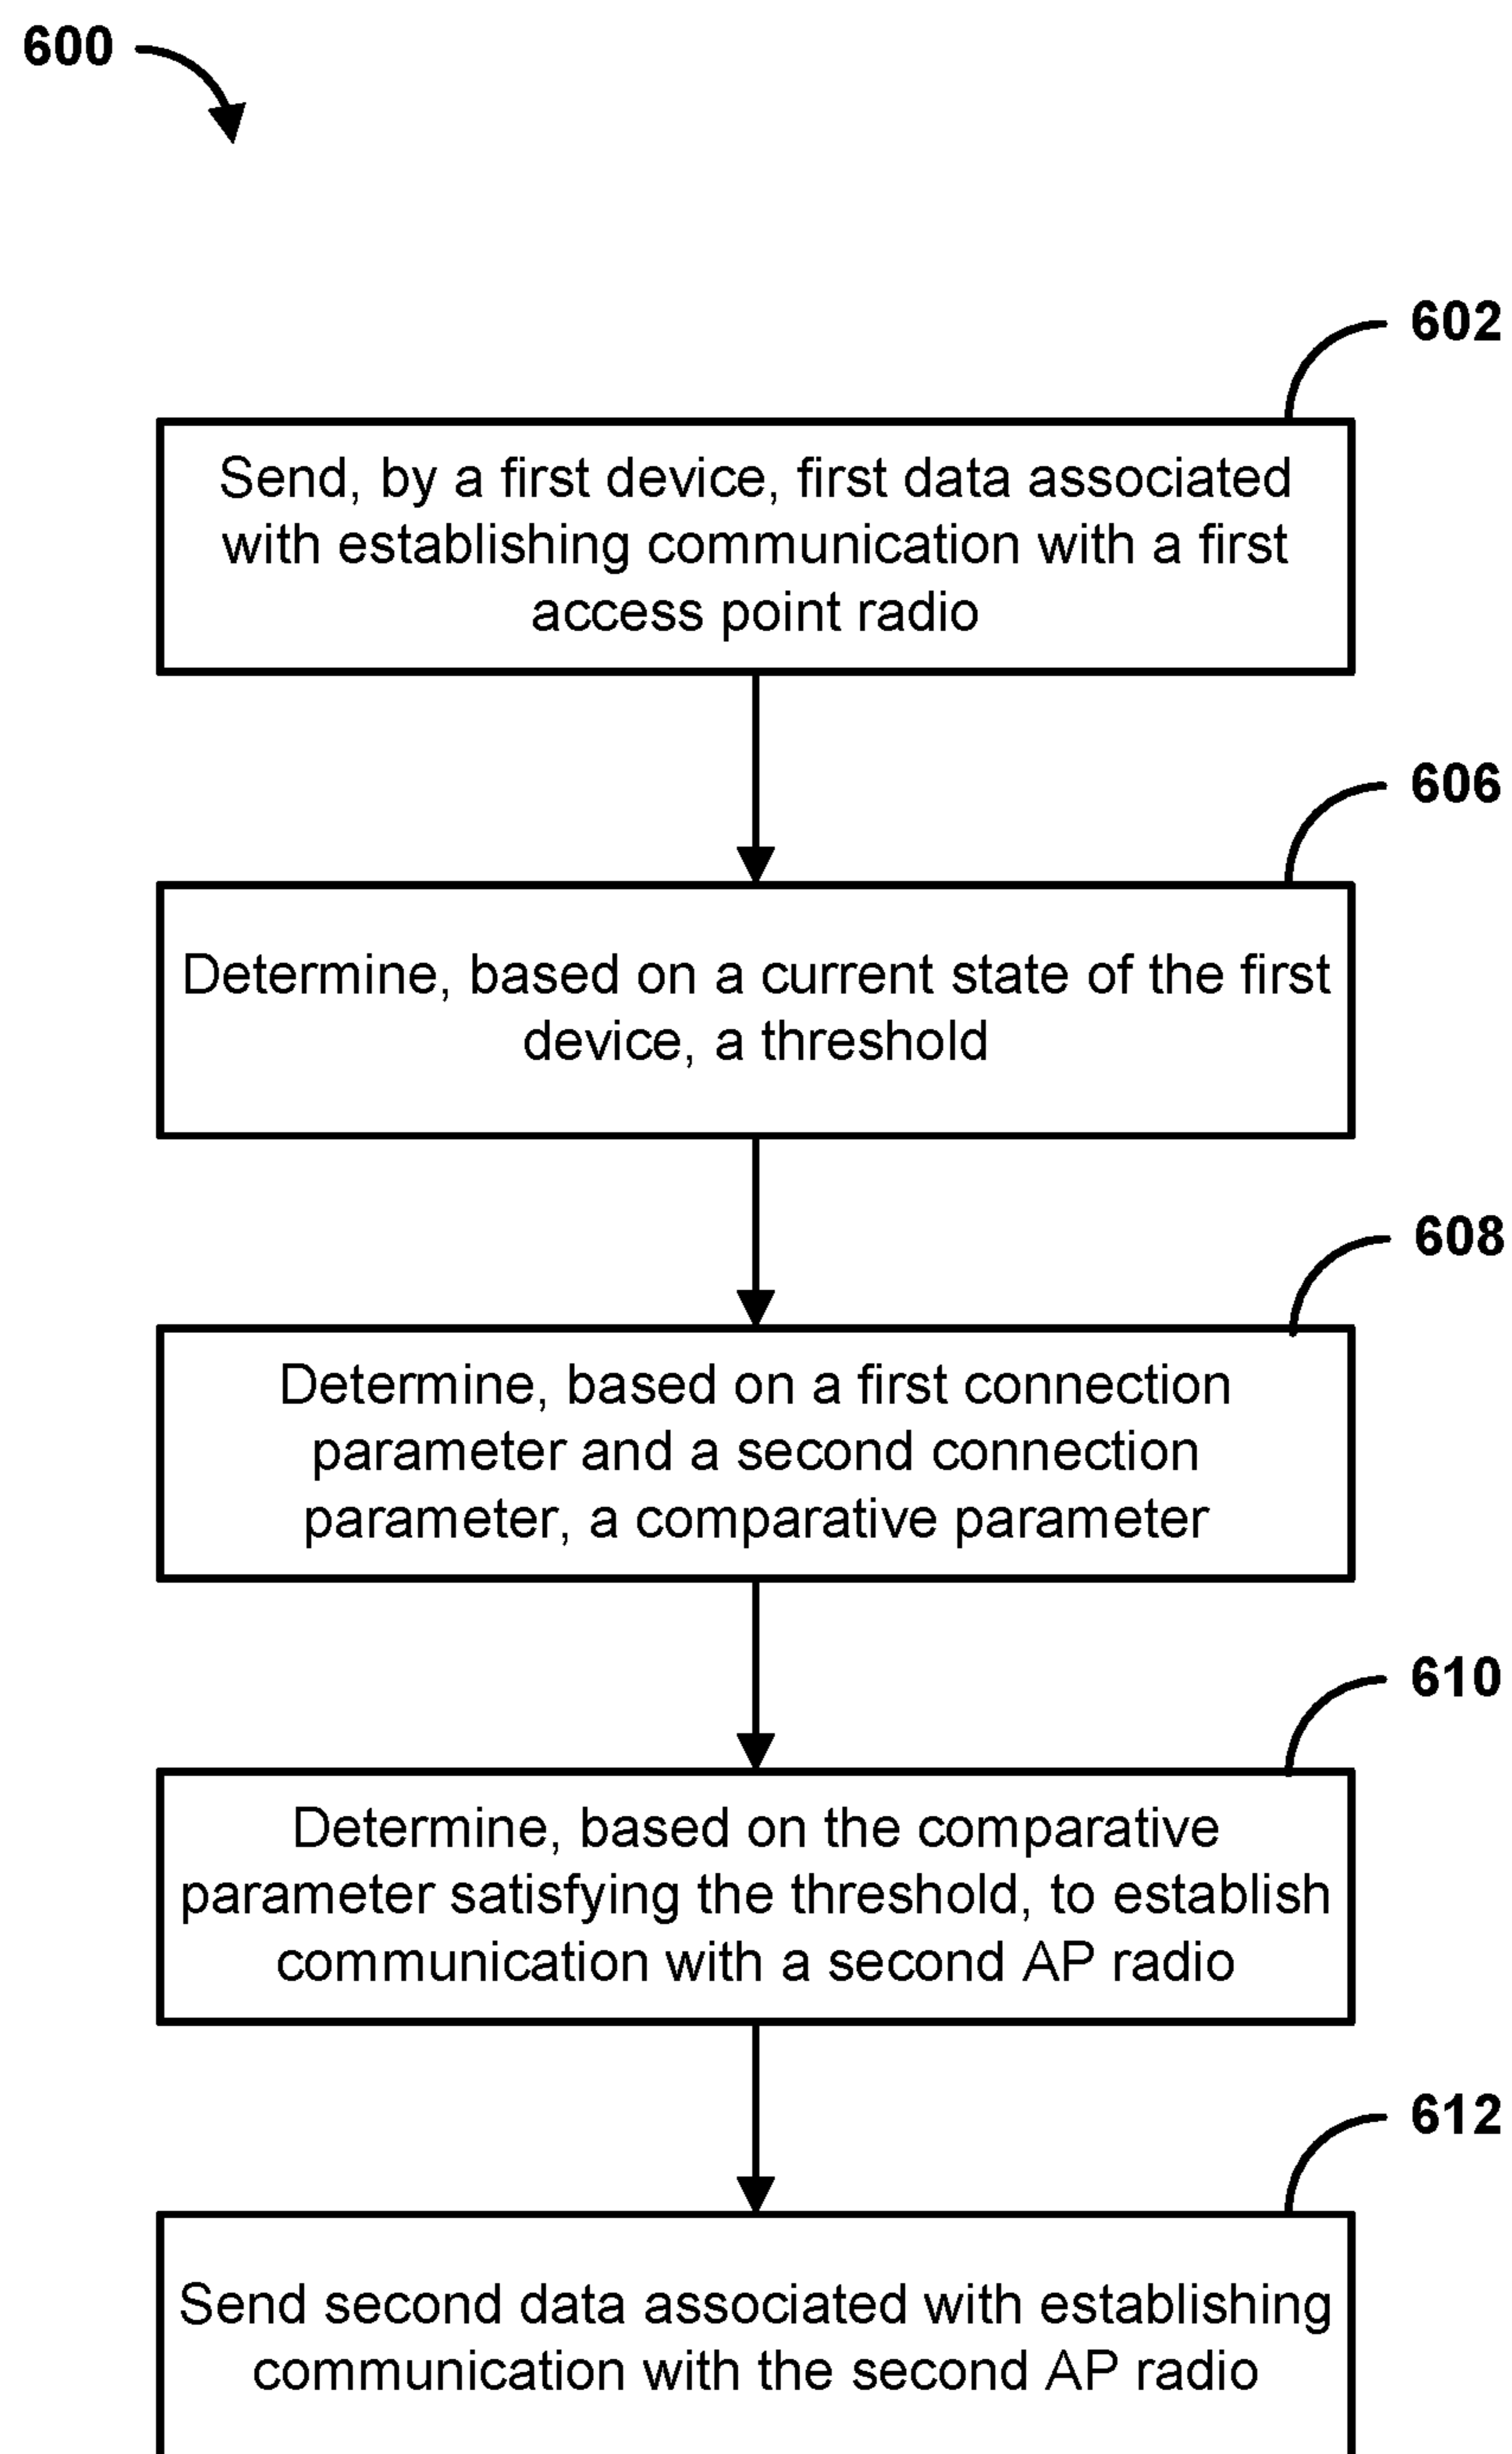 600
602
Send, by a first device, first data associated
with establishing communication with a first
access point radio
606
Determine, based on a current state of the first
device, a threshold
608
Determine, based on a first connection
parameter and a second connection
parameter, a comparative parameter
610
Determine, based on the comparative
parameter satisfying the threshold, to establish
communication with a second AP radio
612
Send second data associated with establishing
communication with the second AP radio